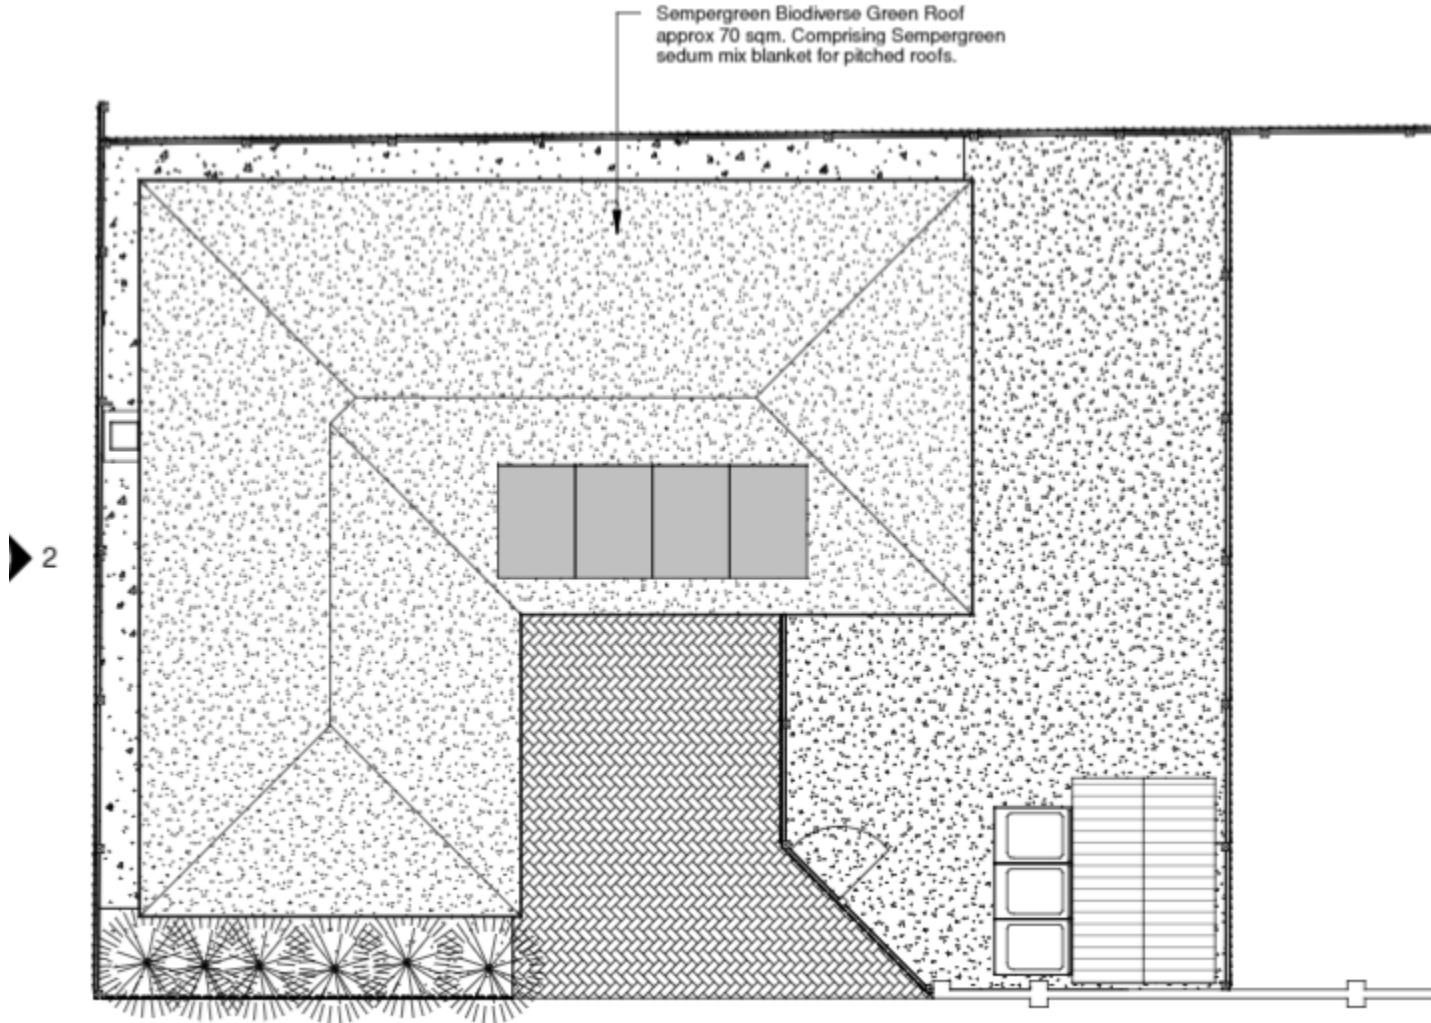 Sempergreen Biodiverse Green Roof
approx 70 sqm. Comprising Sempergreen
sedum mix blanket for pitched roofs.
2